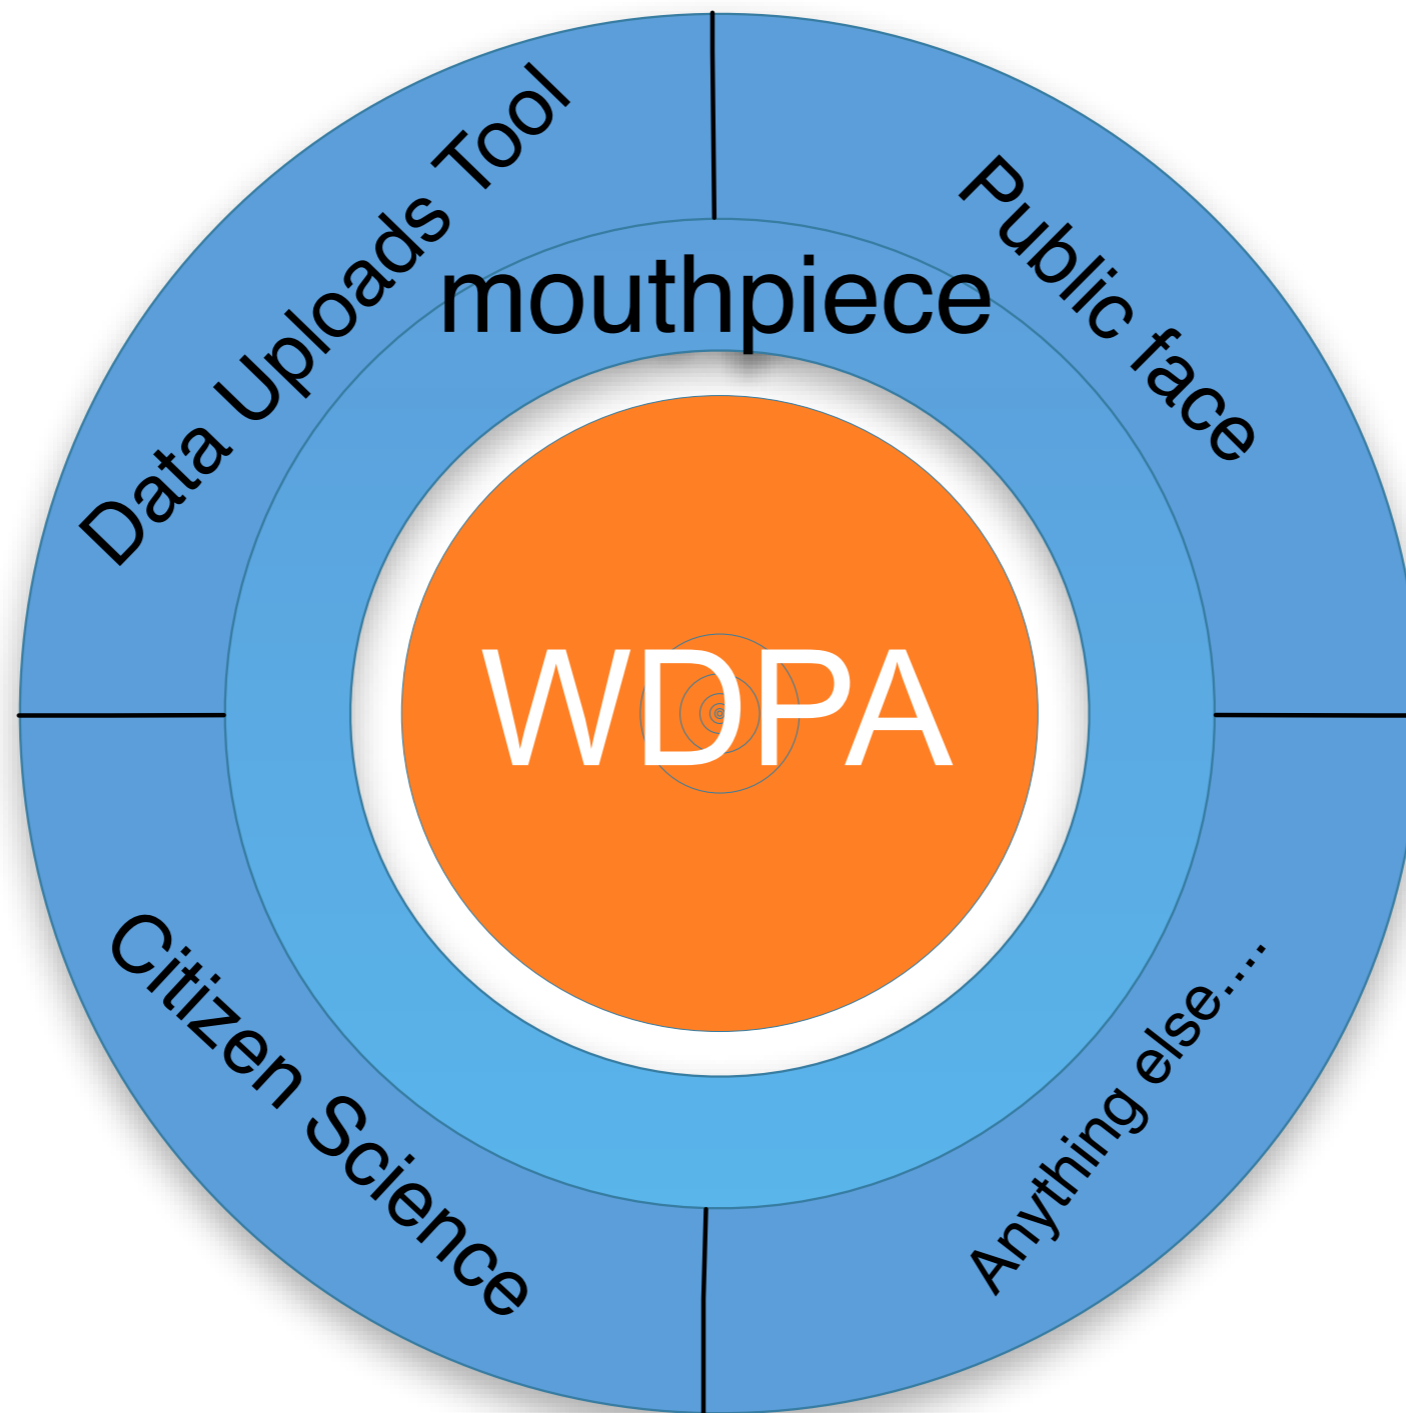 Data Uploads Tool
Public face
mouthpiece
WDPA
Citizen Science
Anything else....